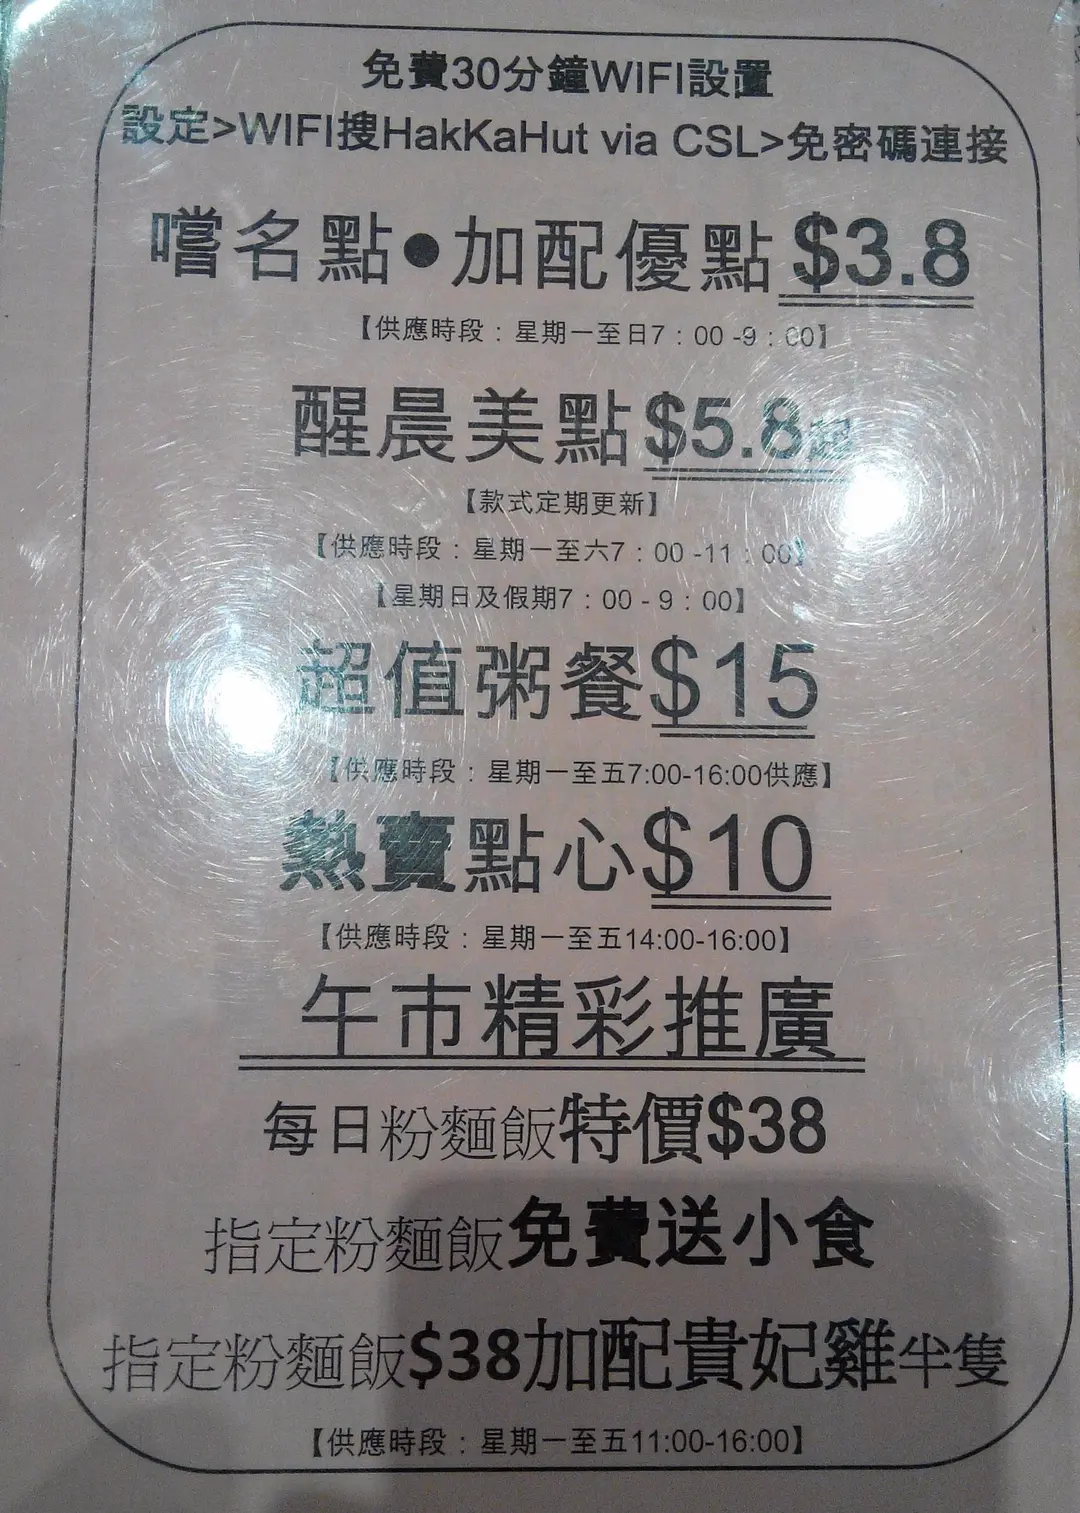 免費30分鐘WIFI設置
設定>WIFI搜HakKaHut via CSL>免密碼連接
嚐名點●加配優點 $3.8
【供應時段：星期一至日7：00 -9：00】
醒晨美點$5.8起
【款式定期更新】
【供應時段：星期一至六7：00 -11：00】
【星期日及假期7：00 - 9：00】
超值粥餐$15
【供應時段：星期一至五7:00-16:00供應】
熱賣點心$10
【供應時段：星期一至五14:00-16:00】
午市精彩推廣
每日粉麵飯特價$38
指定粉麵飯免費送小食
指定粉麵飯$38加配貴妃雞半隻
【供應時段：星期一至五11:00-16:00】